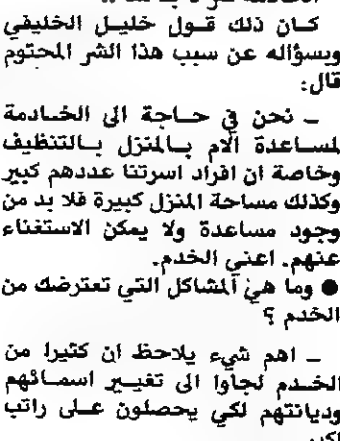 كان ذلك قول خليل الخليفي
وبسؤاله عن سبب هذا الشر المحتوم
قال:
_ نحن في حاجة الى الخادمة
لمساعدة الام بالمنزل بالتنظيف
وخاصة ان افراد اسرتنا عددهم كبير
وكذلك مساحة المنزل كبيرة فلا بد من
وجود مساعدة ولا يمكن الاستغناء
عنهم. اعني الخدم.
● وما هي المشاكل التي تعترضك من
الخدم ؟
_ اهم شيء يلاحظ ان كثيرا من
الخدم لجاوا الى تغيير اسمائهم
وديانتهم لكي يحصلون على راتب